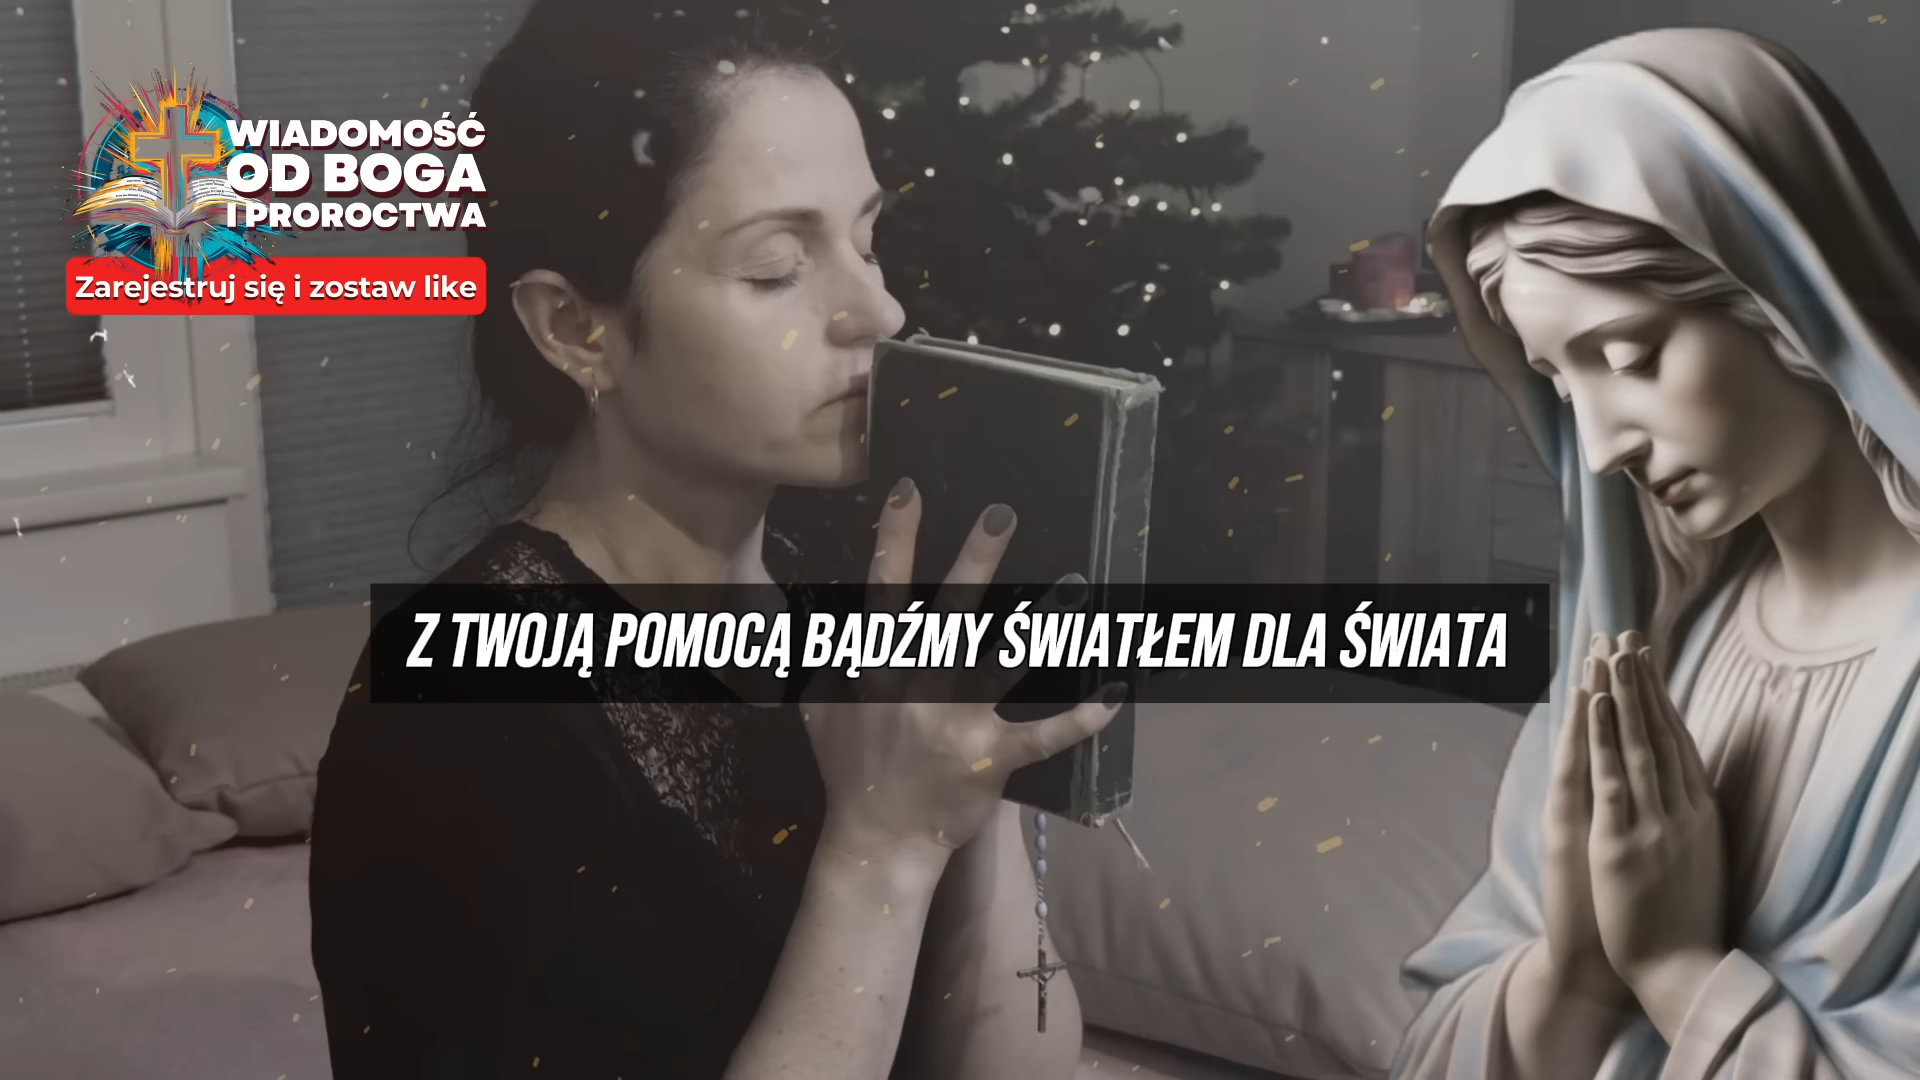 WIADOMOŚĆ
OD BOGA
I PROROCTWA
Zarejestruj się i zostaw like
Z TWOJĄ POMOCĄ BĄDŹMY ŚWIATŁEM DLA ŚWIATA